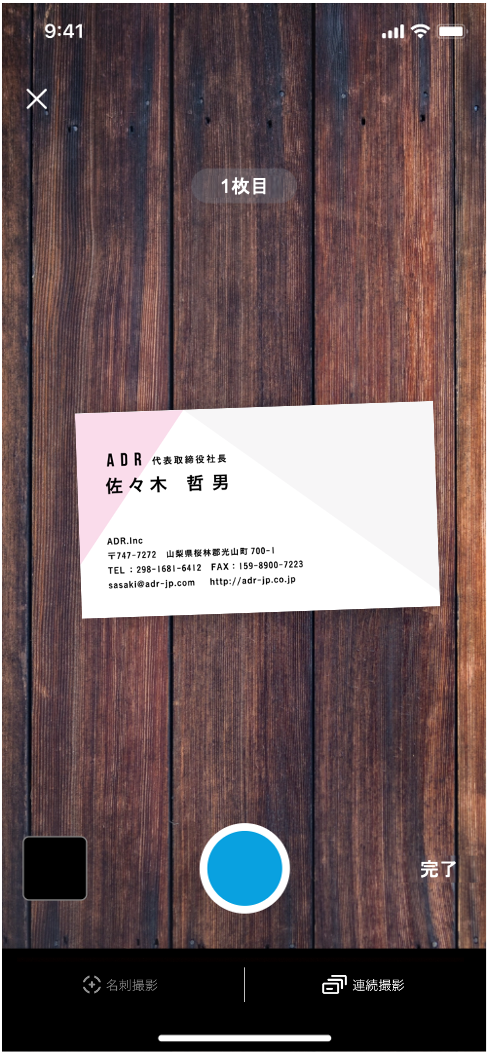 9:41
1枚目
ADR 代表取締役社長
佐々木 哲男
ADR.Inc
〒747-7272 山梨県桜林郡光山町 700-1
TEL : 298-1681-6412 FAX : 159-8900-7223
sasaki@adr-jp.com http://adr-jp.co.jp
完了
名刺撮影 連続撮影